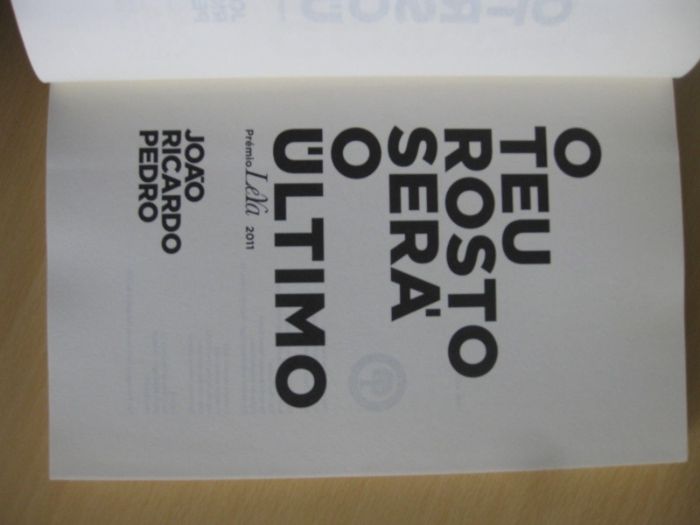 O
TEU
ROSTO
SERÁ
O
ÚLTIMO
Prémio LeYa 2011
JOÃO
RICARDO
PEDRO